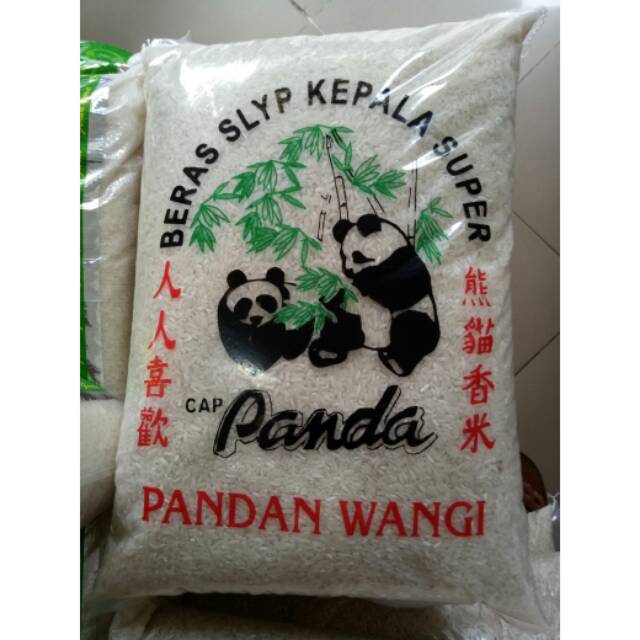 BERAS SLYP KEPALA SUPER
人人喜歡
熊貓香米
CAP Panda
PANDAN WANGI